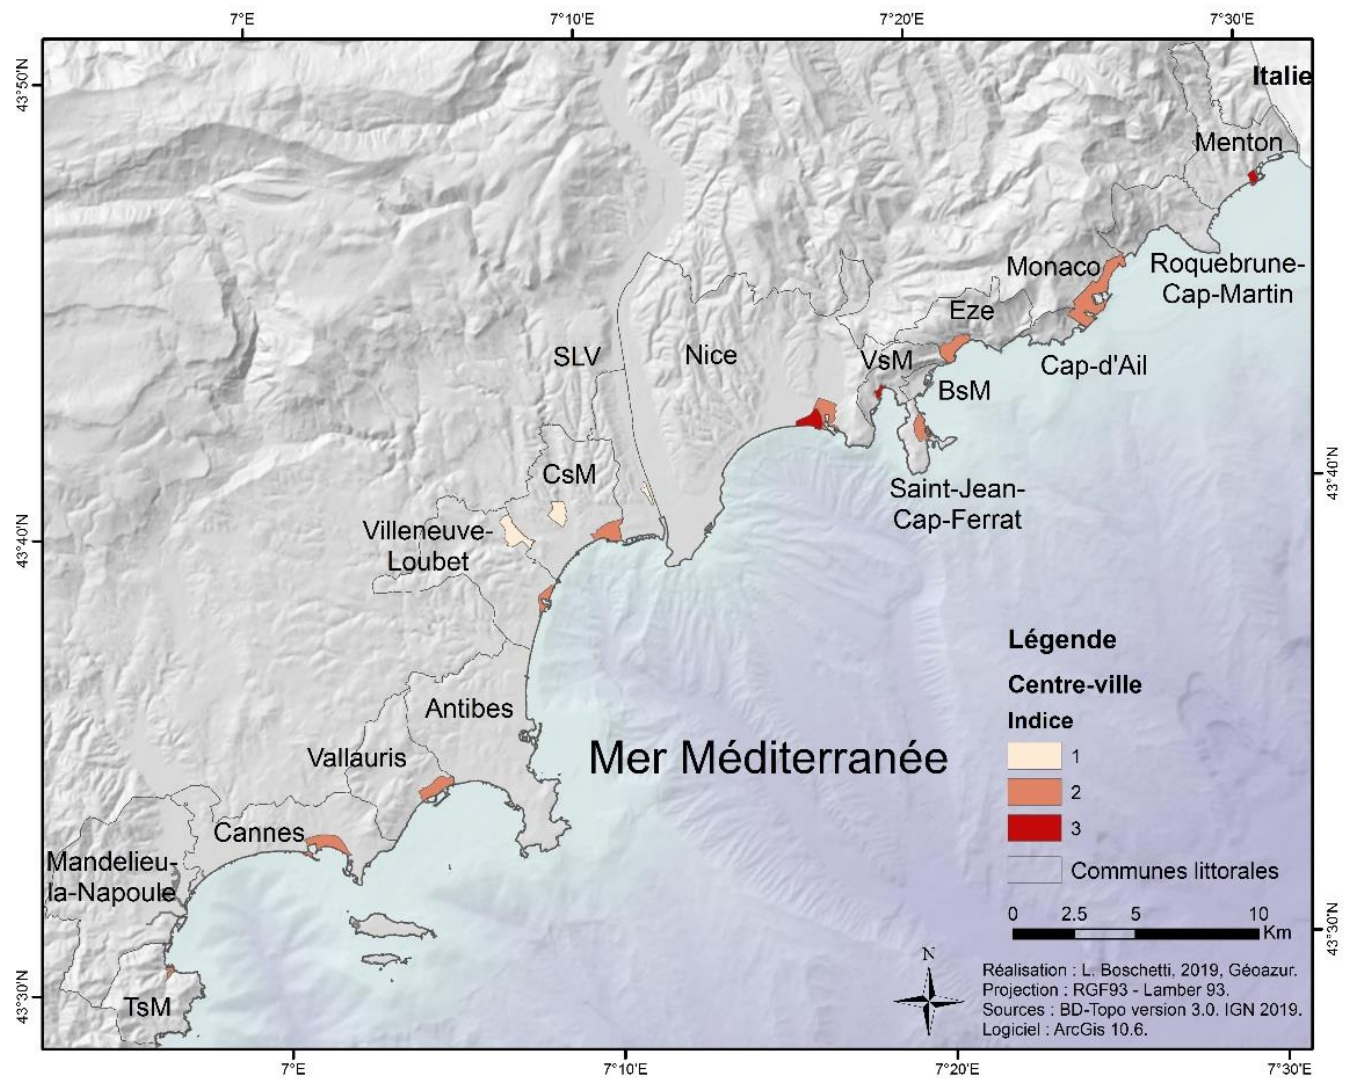 7°E
7°10'E
7°20'E
7°30'E
43°50'N
Italie
Menton
Monaco
Roquebrune-
Cap-Martin
Eze
SLV
Nice
VsM
Cap-d'Ail
BsM
CsM
43°40'N
Saint-Jean-
Cap-Ferrat
Villeneuve-
Loubet
43°40'N
Légende
Centre-ville
Indice
1
2
3
Communes littorales
0
2.5
5
10
Km
Antibes
Mer Méditerranée
Vallauris
Cannes
Mandelieu-
la-Napoule
43°30'N
N
Réalisation : L. Boschetti, 2019, Géoazur.
Projection : RGF93 - Lamber 93.
Sources : BD-Topo version 3.0. IGN 2019.
Logiciel : ArcGis 10.6.
43°30'N
TsM
7°E
7°10'E
7°20'E
7°30'E